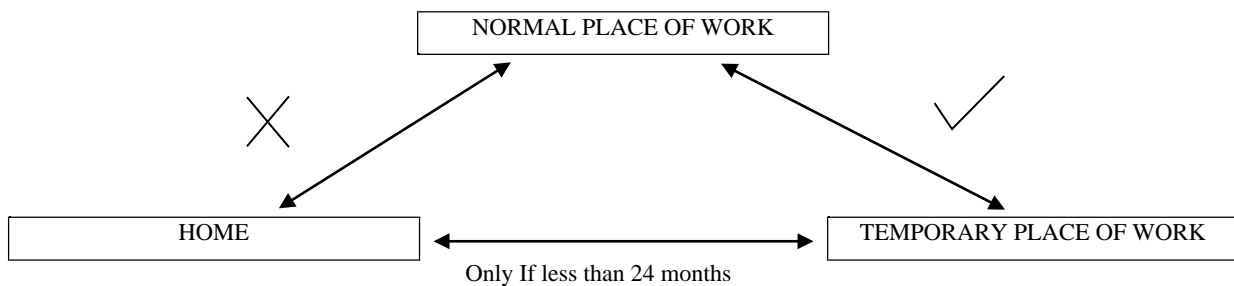 NORMAL PLACE OF WORK
HOME
TEMPORARY PLACE OF WORK
Only If less than 24 months